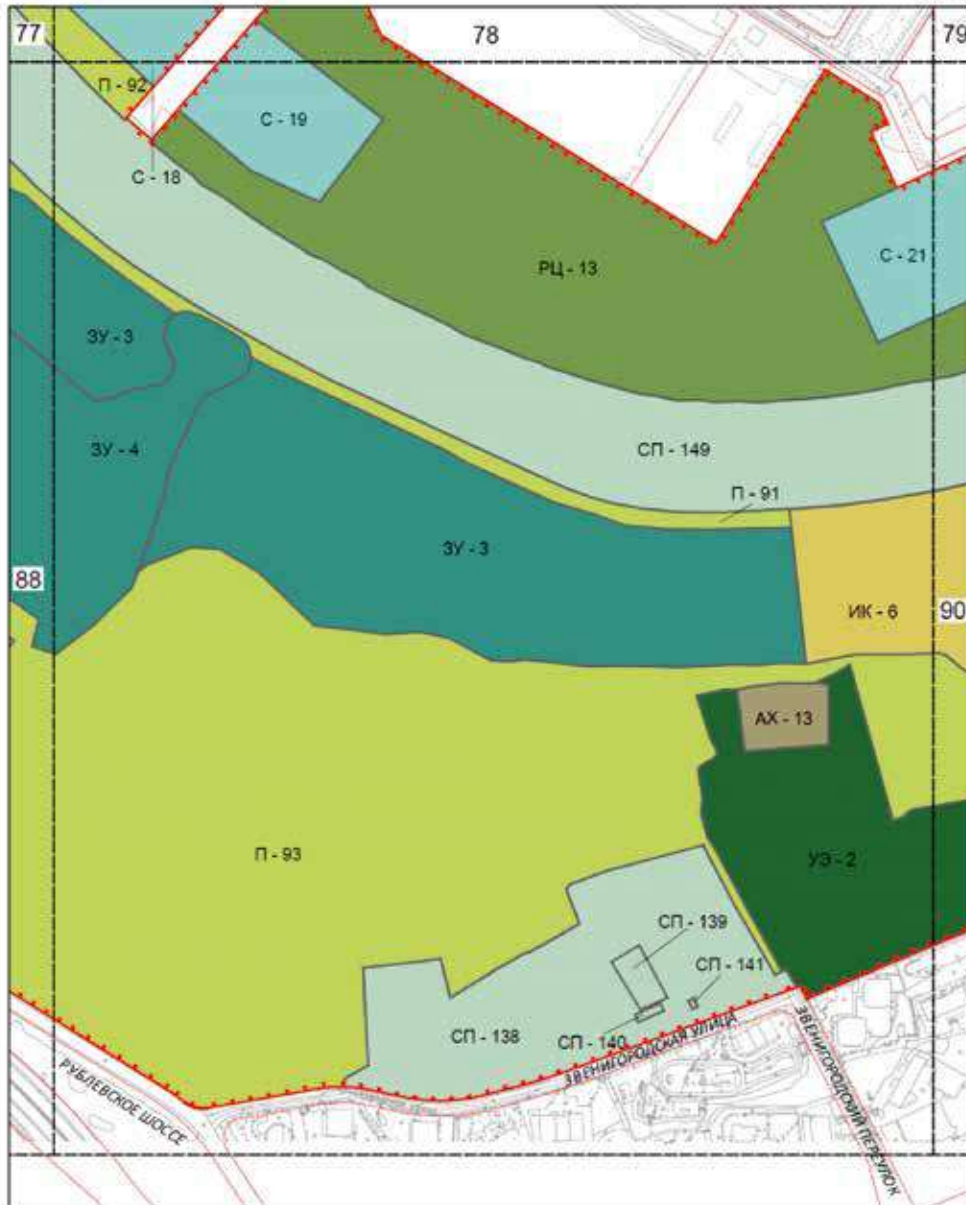 77
78
79
П - 92
С - 19
С - 18
С - 21
РЦ - 13
ЗУ - 3
ЗУ - 4
СП - 149
П - 91
ЗУ - 3
88
ИК - 6
90
АХ - 13
П - 93
УЭ - 2
СП - 139
СП - 141
СП - 138
СП - 140
ЗВЕНИГОРОДСКАЯ УЛИЦА
РУБЛЕВСКОЕ ШОССЕ
ЗВЕНИГОРОДСКИЙ ПЕРЕУЛОК